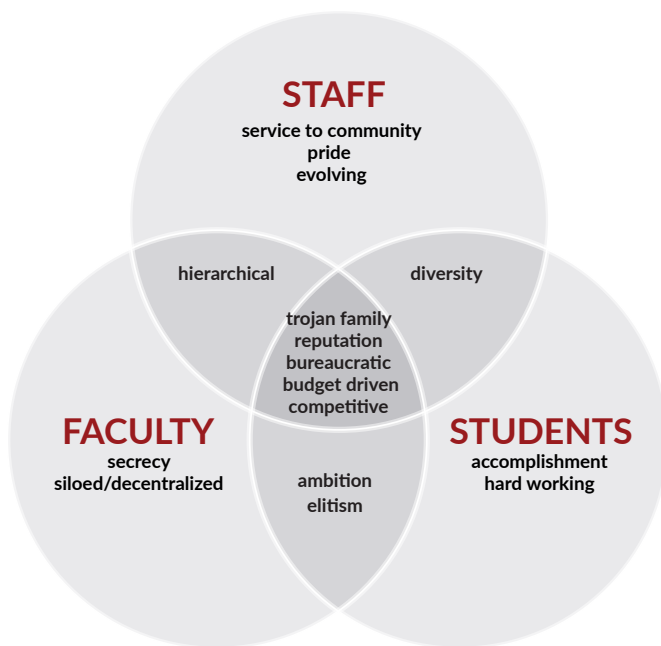 STAFF
service to community
pride
evolving
hierarchical
diversity
trojan family
reputation
bureaucratic
budget driven
competitive
FACULTY
secrecy
siloed/decentralized
STUDENTS
accomplishment
hard working
ambition
elitism